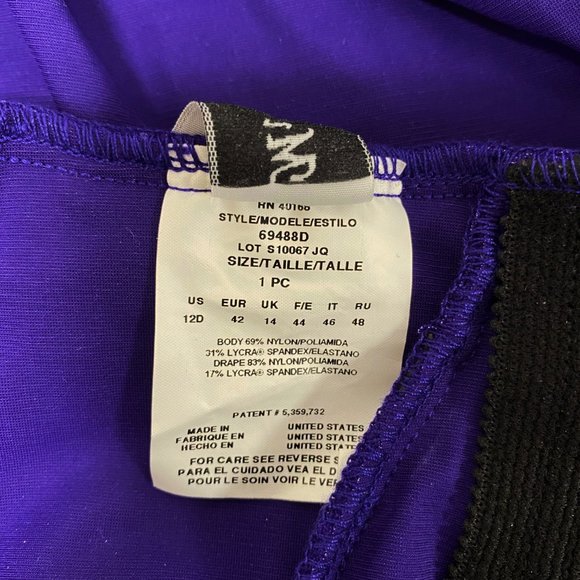 RN 40166
STYLE/MODELE/ESTILO
69488D
LOT S10067 JQ
SIZE/TAILLE/TALLE
1 PC
US EUR UK F/E IT RU
12D 42 14 44 46 48
BODY 69% NYLON/POLIAMIDA
31% LYCRA® SPANDEX/ELASTANO
DRAPE 83% NYLON/POLIAMIDA
17% LYCRA® SPANDEX/ELASTANO
PATENT # 5,359,732
MADE IN UNITED STATES
FABRIQUE EN UNITED STATES
HECHO EN UNITED STATES
FOR CARE SEE REVERSE S
PARA EL CUIDADO VEA EL D
POUR LE SOIN VOIR LE